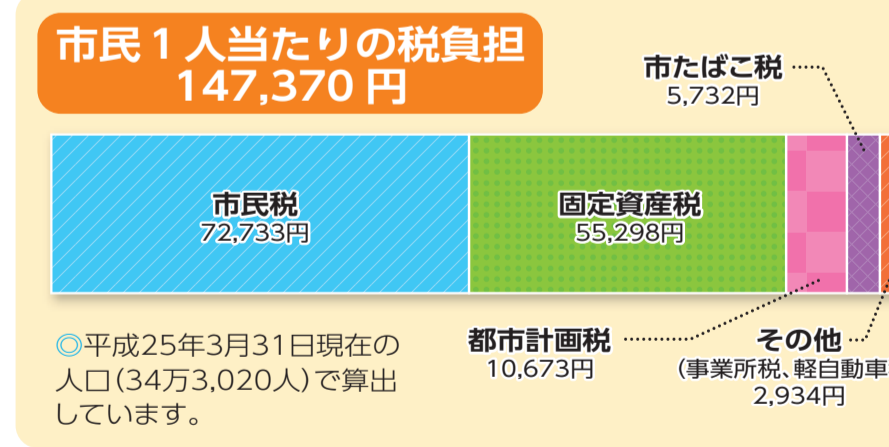 市民1人当たりの税負担
147,370円
市たばこ税
5,732円
市民税
72,733円
固定資産税
55,298円
都市計画税
10,673円
その他
(事業所税、軽自動車
2,934円
◎平成25年3月31日現在の
人口(34万3,020人)で算出
しています。